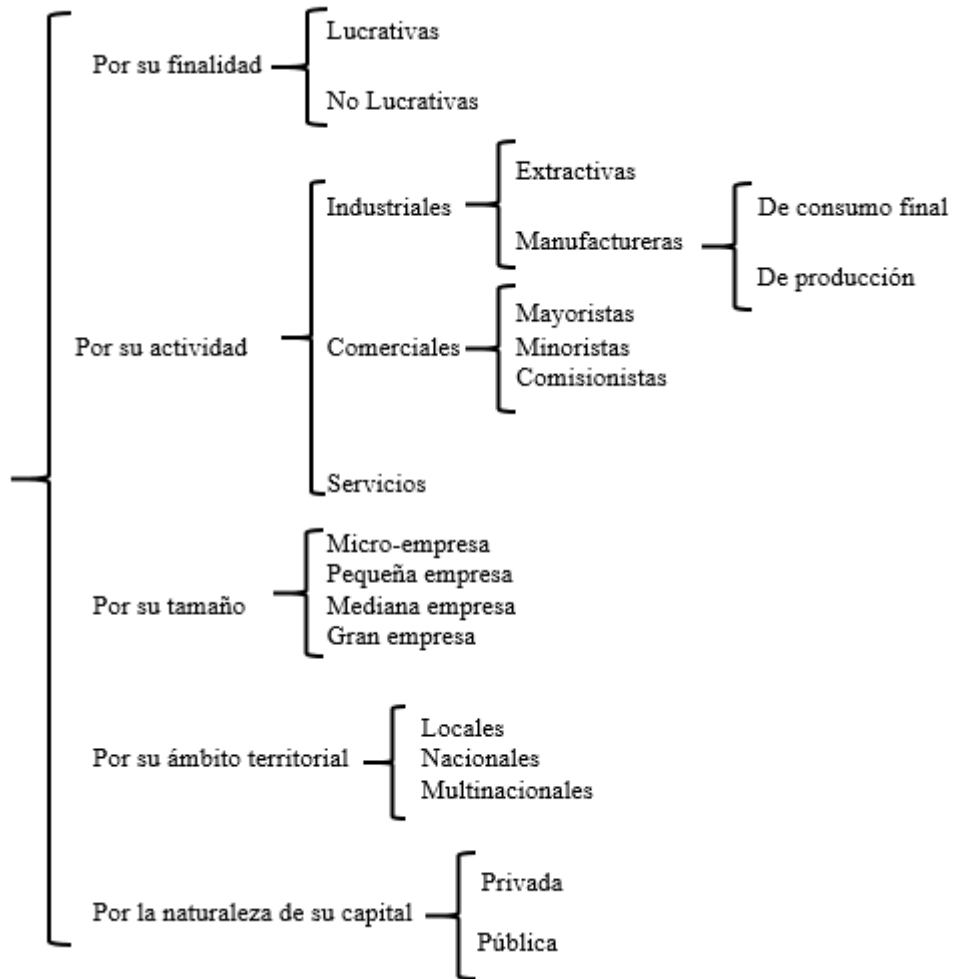 Lucrativas
Por su finalidad
No Lucrativas
Extractivas
Industriales
De consumo final
Manufactureras
De producción
Mayoristas
Por su actividad
Comerciales
Minoristas
Comisionistas
Servicios
Micro-empresa
Pequeña empresa
Por su tamaño
Mediana empresa
Gran empresa
Locales
Por su ámbito territorial
Nacionales
Multinacionales
Privada
Por la naturaleza de su capital
Pública